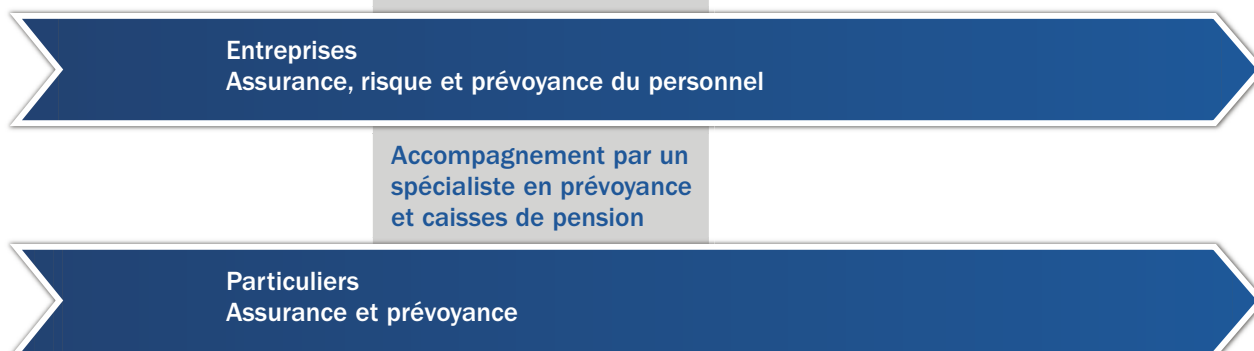 Entreprises
Assurance, risque et prévoyance du personnel
Accompagnement par un
spécialiste en prévoyance
et caisses de pension
Particuliers
Assurance et prévoyance